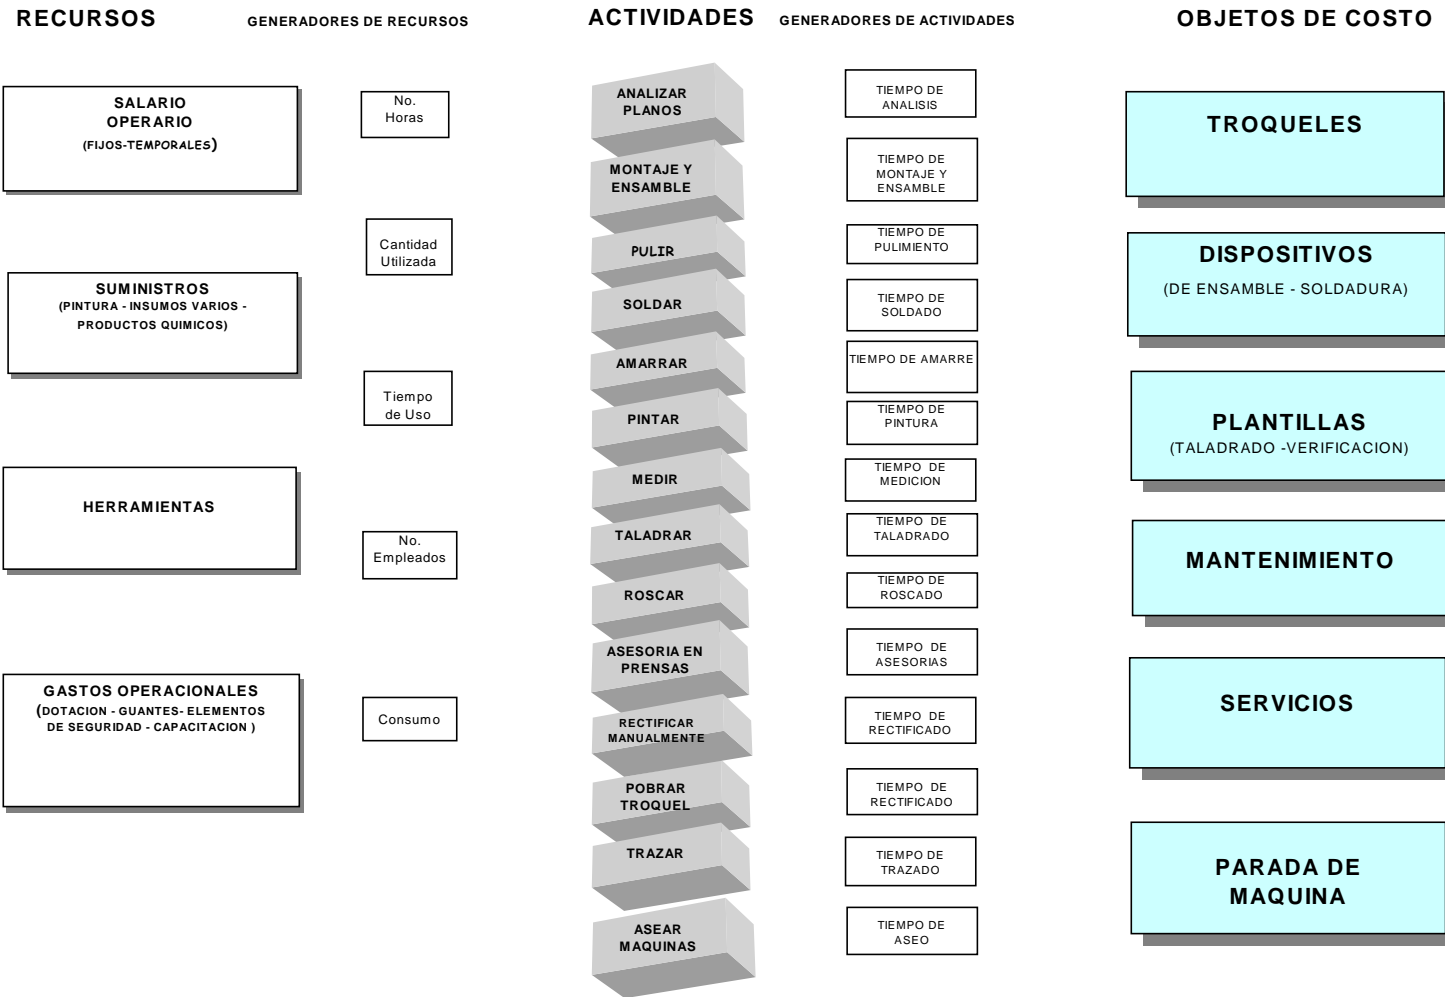 RECURSOS
GENERADORES DE RECURSOS
ACTIVIDADES
GENERADORES DE ACTIVIDADES
OBJETOS DE COSTO
SALARIO
OPERARIO
(FIJOS-TEMPORALES)
SUMINISTROS
(PINTURA - INSUMOS VARIOS -
PRODUCTOS QUIMICOS)
HERRAMIENTAS
GASTOS OPERACIONALES
(DOTACION - GUANTES- ELEMENTOS
DE SEGURIDAD - CAPACITACION )
No.
Horas
Cantidad
Utilizada
Tiempo
de Uso
No.
Empleados
Consumo
ANALIZAR
PLANOS
MONTAJE Y
ENSAMBLE
PULIR
SOLDAR
AMARRAR
PINTAR
MEDIR
TALADRAR
ROSCAR
ASESORIA EN
PRENSAS
RECTIFICAR
MANUALMENTE
POBRAR
TROQUEL
TRAZAR
ASEAR
MAQUINAS
TIEMPO DE
ANALISIS
TIEMPO DE
MONTAJE Y
ENSAMBLE
TIEMPO DE
PULIMIENTO
TIEMPO DE
SOLDADO
TIEMPO DE AMARRE
TIEMPO DE
PINTURA
TIEMPO DE
MEDICION
TIEMPO DE
TALADRADO
TIEMPO DE
ROSCADO
TIEMPO DE
ASESORIAS
TIEMPO DE
RECTIFICADO
TIEMPO DE
RECTIFICADO
TIEMPO DE
TRAZADO
TIEMPO DE
ASEO
TROQUELES
DISPOSITIVOS
(DE ENSAMBLE - SOLDADURA)
PLANTILLAS
(TALADRADO -VERIFICACION)
MANTENIMIENTO
SERVICIOS
PARADA DE
MAQUINA